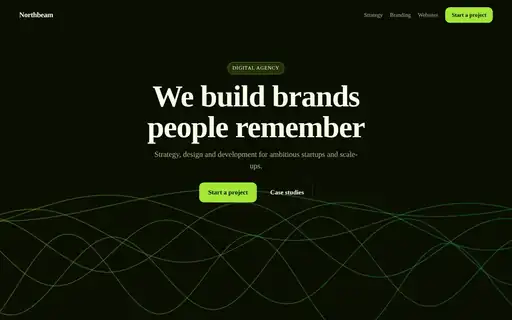 Northbeam
Strategy Branding Webores Start a project
DIGITAL AGENCY
We build brands
people remember
Strategy, design and development for ambitious startups and scale-
ups.
Start a project Case studies